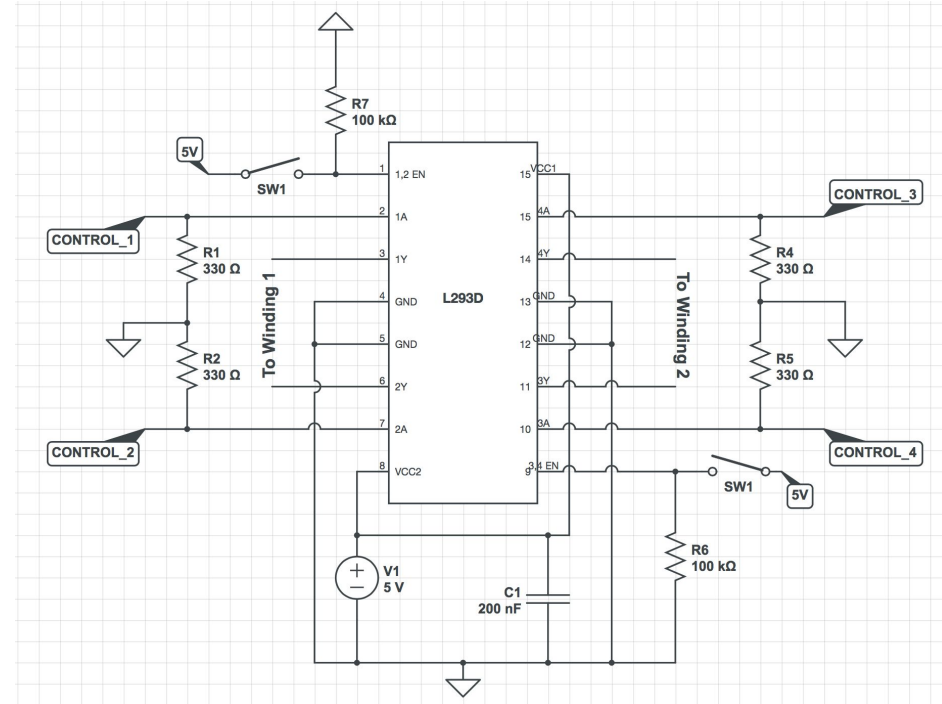 R7
100 kΩ
5V
SW1
1
1,2 EN
2
1A
3
1Y
4
GND
5
GND
6
2Y
7
2A
8
VCC2
L293D
15
VCC1
15
4A
14
4Y
13
GND
12
GND
11
3Y
10
3A
9
3,4 EN
CONTROL_1
R1
330 Ω
R2
330 Ω
CONTROL_2
To Winding 1
To Winding 2
CONTROL_3
R4
330 Ω
R5
330 Ω
CONTROL_4
SW1
5V
R6
100 kΩ
V1
5 V
C1
200 nF